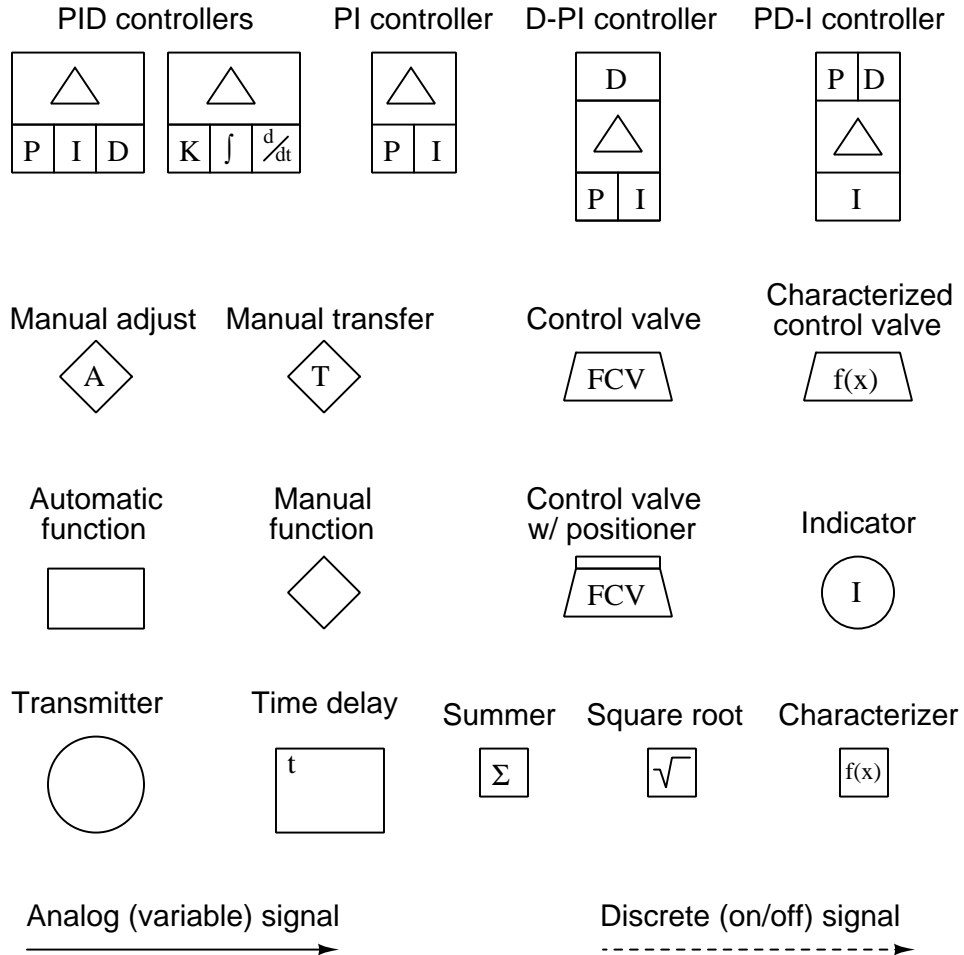 PID controllers
PI controller
D-PI controller
PD-I controller
P I D
K ∫ d/dt
P I
D
P I
P D
I
Manual adjust
Manual transfer
Control valve
Characterized
control valve
A
T
FCV
f(x)
Automatic
function
Manual
function
Control valve
w/ positioner
Indicator
FCV
I
Transmitter
Time delay
Summer
Square root
Characterizer
t
Σ
√
f(x)
Analog (variable) signal
Discrete (on/off) signal